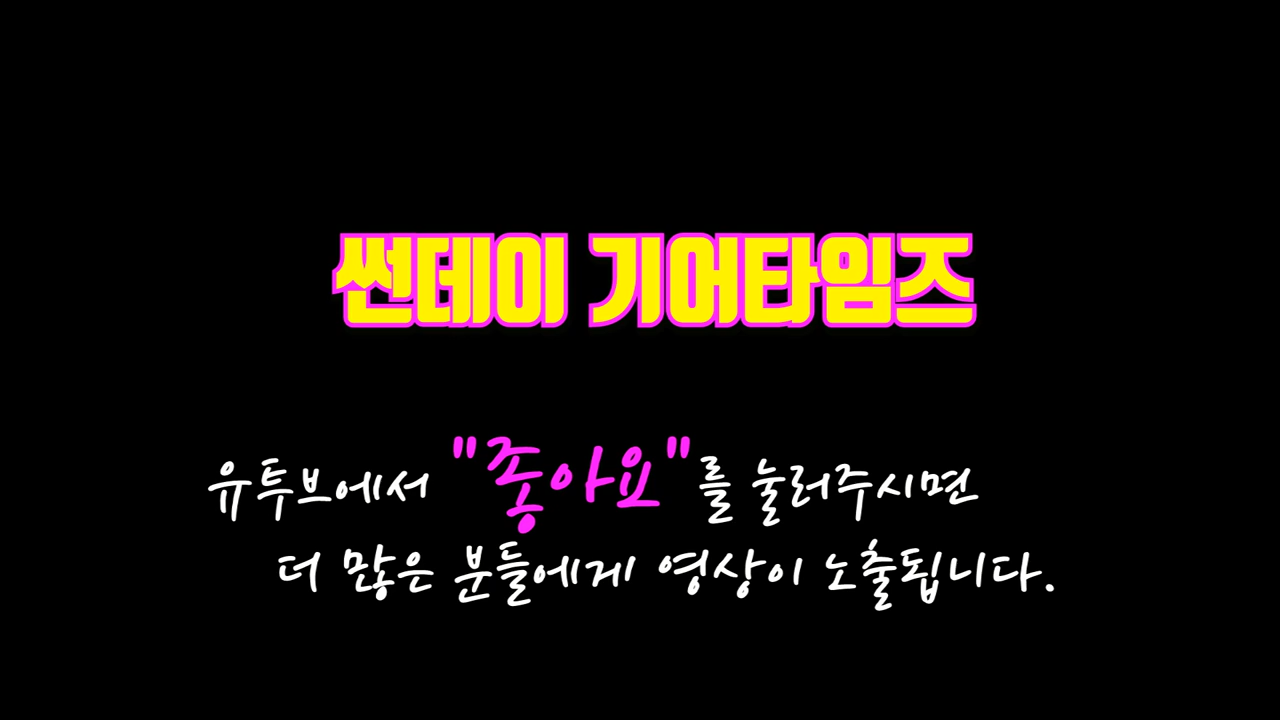 썬데이 기어타임즈
유투브에서 "좋아요"를 눌러주시면
더 많은 분들에게 영상이 노출됩니다.